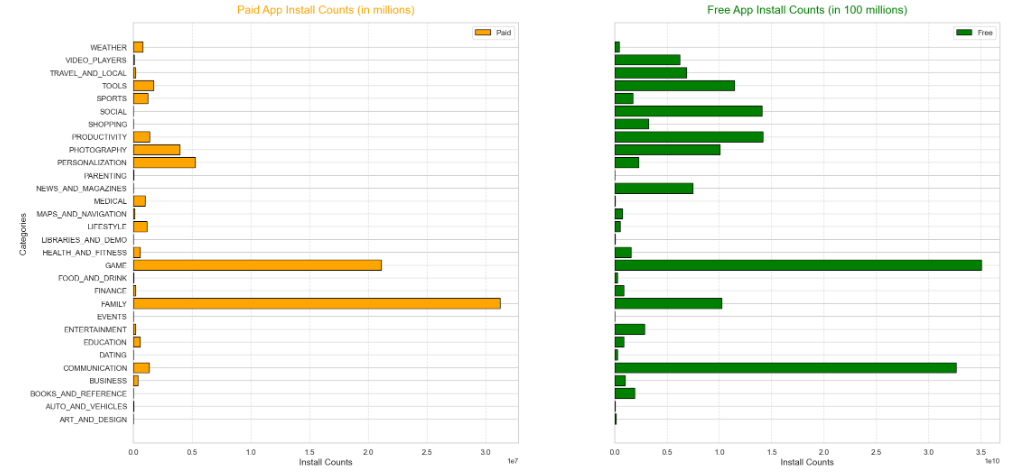 Paid App Install Counts (in millions)
Paid
Categories
WEATHER
VIDEO_PLAYERS
TRAVEL_AND_LOCAL
TOOLS
SPORTS
SOCIAL
SHOPPING
PRODUCTIVITY
PHOTOGRAPHY
PERSONALIZATION
PARENTING
NEWS_AND_MAGAZINES
MEDICAL
MAPS_AND_NAVIGATION
LIFESTYLE
LIBRARIES_AND_DEMO
HEALTH_AND_FITNESS
GAME
FOOD_AND_DRINK
FINANCE
FAMILY
EVENTS
ENTERTAINMENT
EDUCATION
DATING
COMMUNICATION
BUSINESS
BOOKS_AND_REFERENCE
AUTO_AND_VEHICLES
ART_AND_DESIGN
0.0 0.5 1.0 1.5 2.0 2.5 3.0
Install Counts
1e7
Free App Install Counts (in 100 millions)
Free
0.0 0.5 1.0 1.5 2.0 2.5 3.0 3.5
Install Counts
1e10